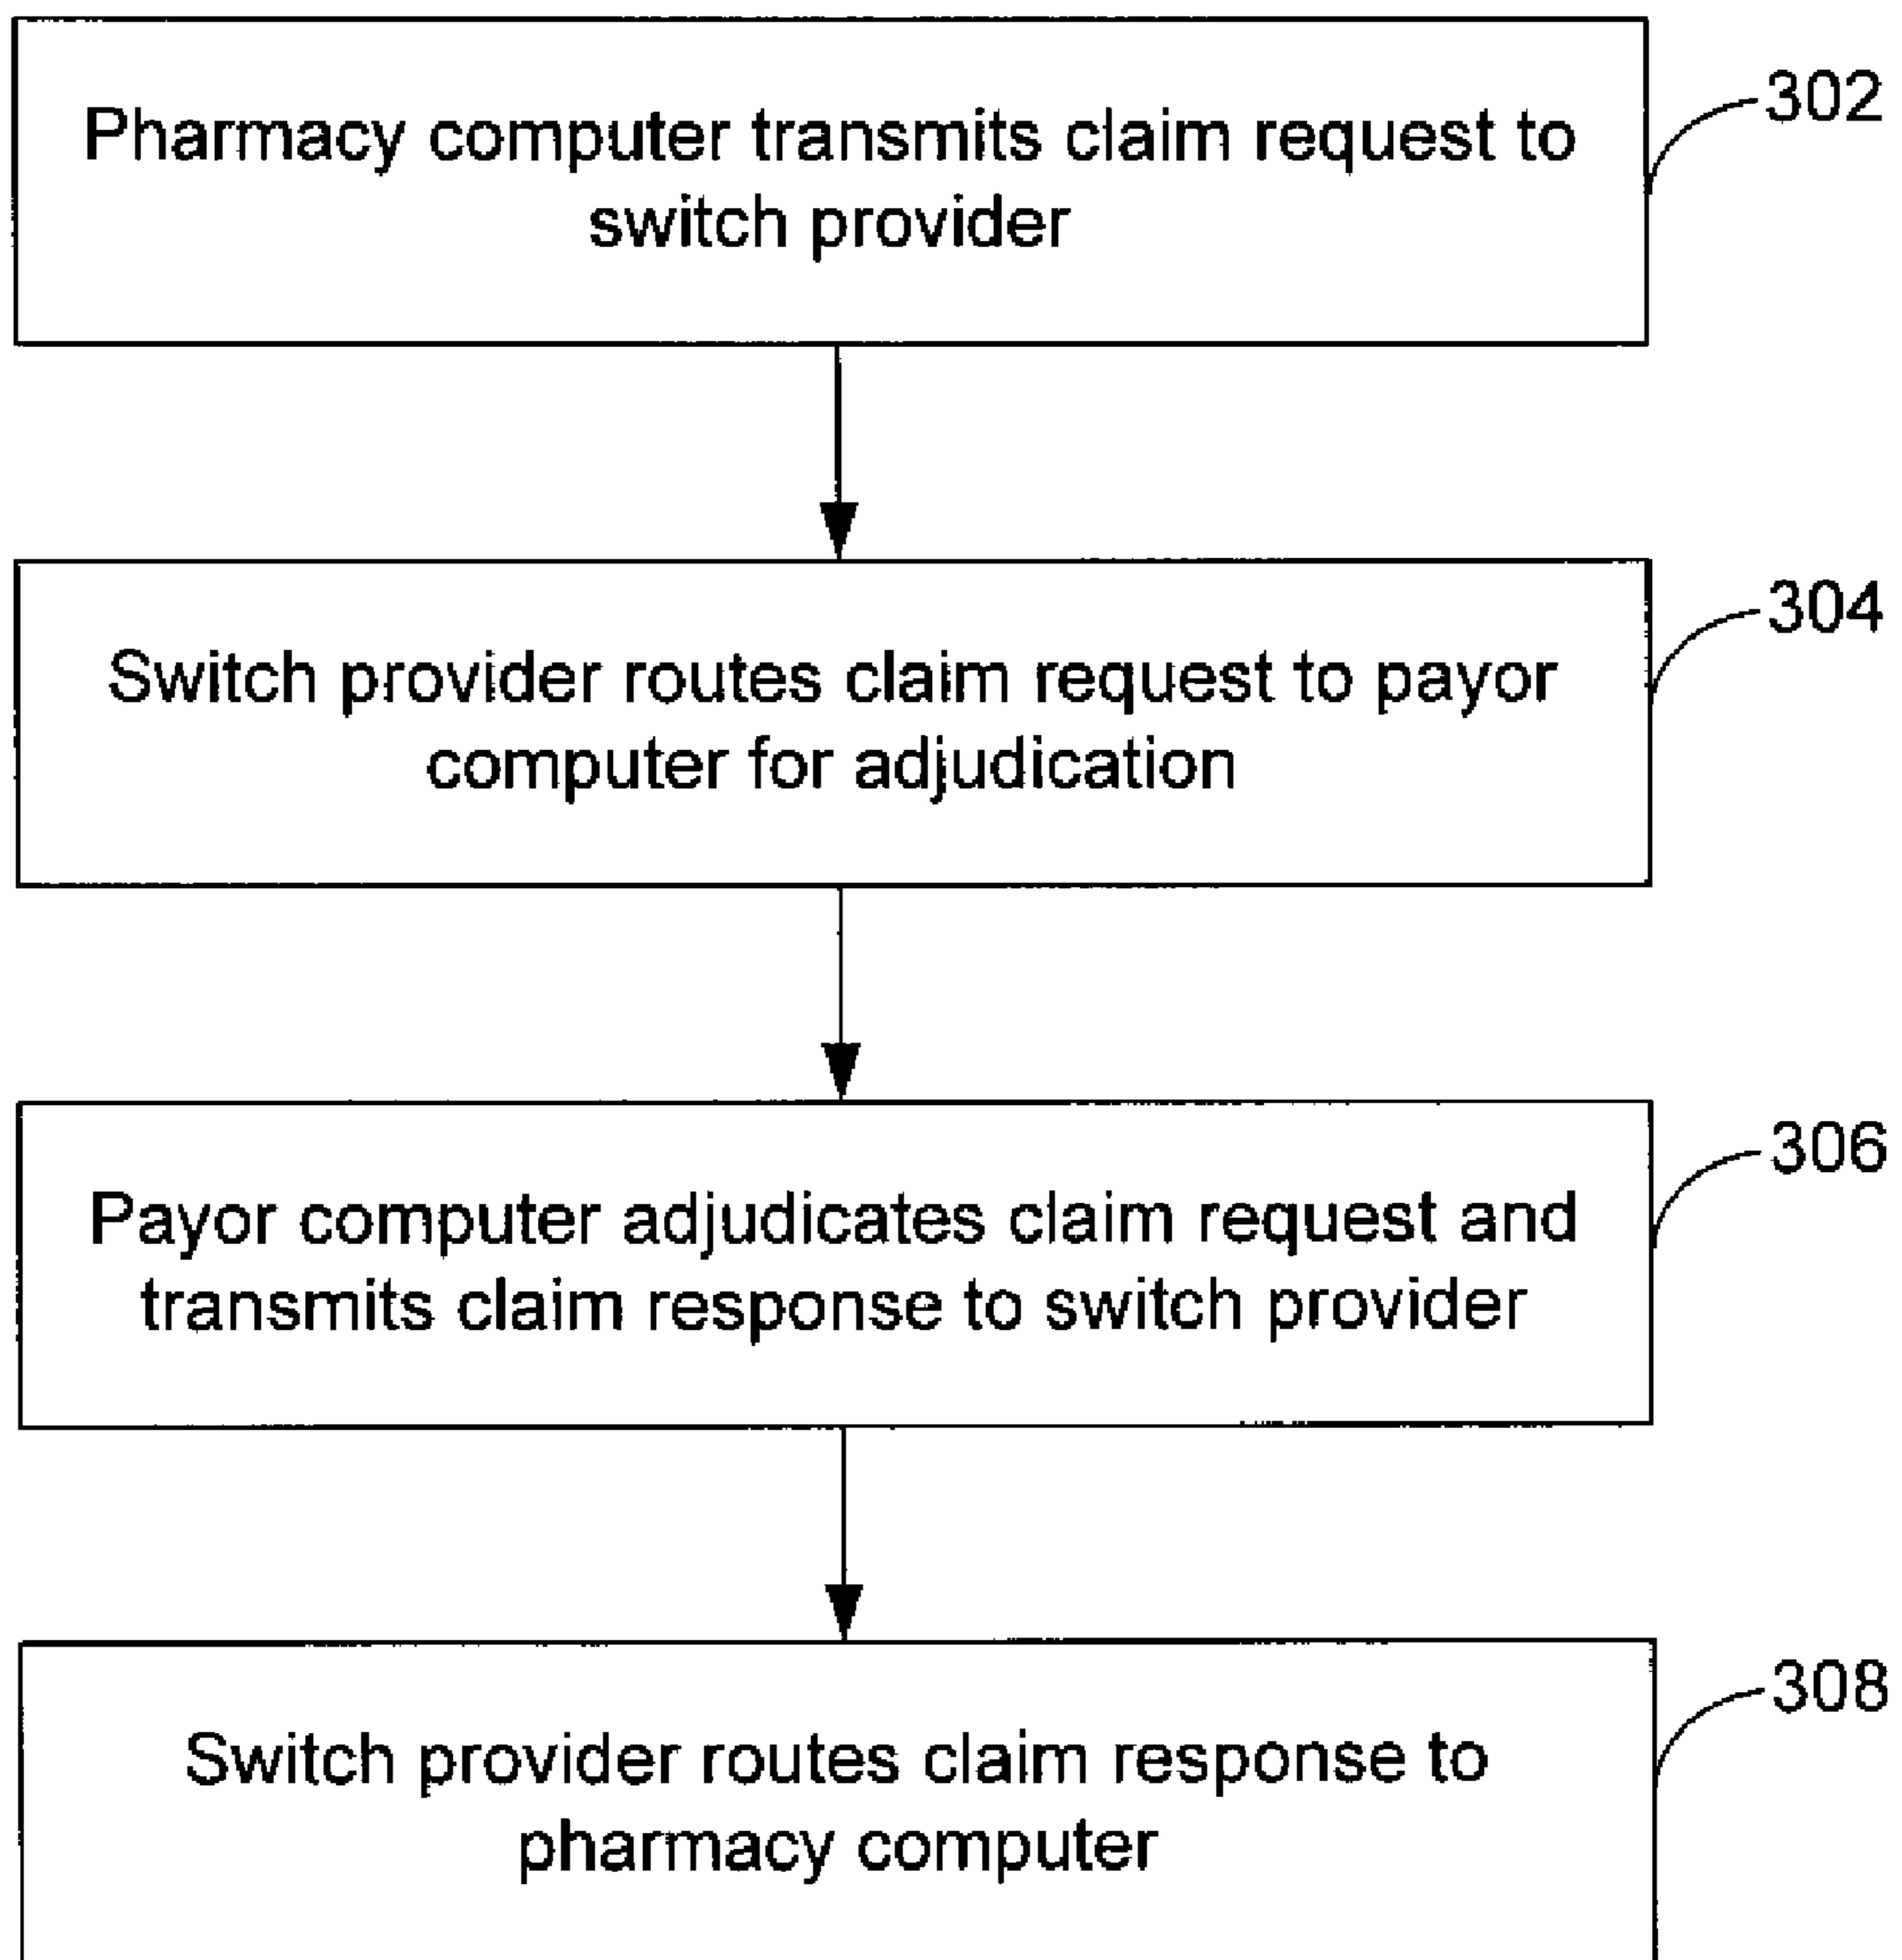 Pharmacy computer transmits claim request to
switch provider
302
Switch provider routes claim request to payor
computer for adjudication
304
Payor computer adjudicates claim request and
transmits claim response to switch provider
306
Switch provider routes claim response to
pharmacy computer
308